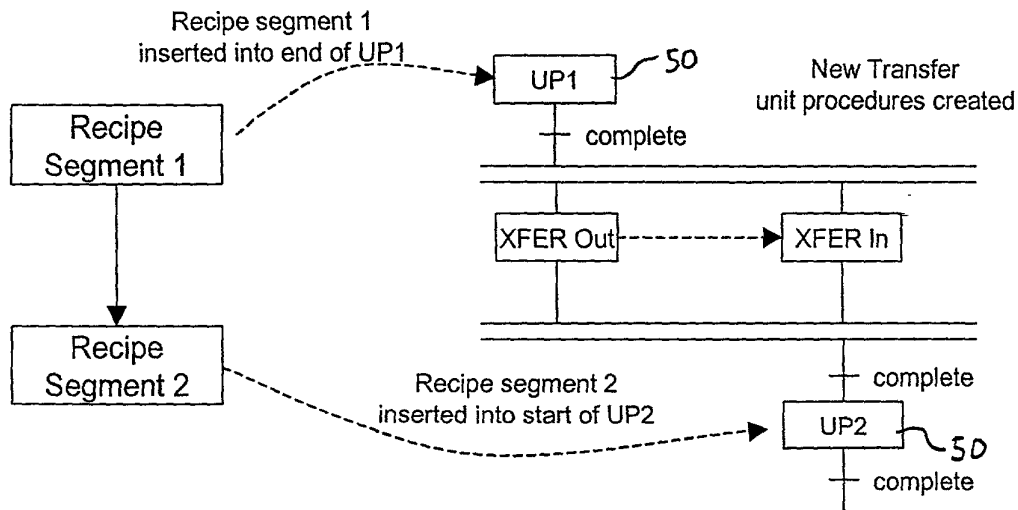 Recipe segment 1
inserted into end of UP1
UP1
50
New Transfer
unit procedures created
Recipe
Segment 1
complete
XFER Out
XFER In
Recipe
Segment 2
Recipe segment 2
inserted into start of UP2
complete
UP2
50
complete